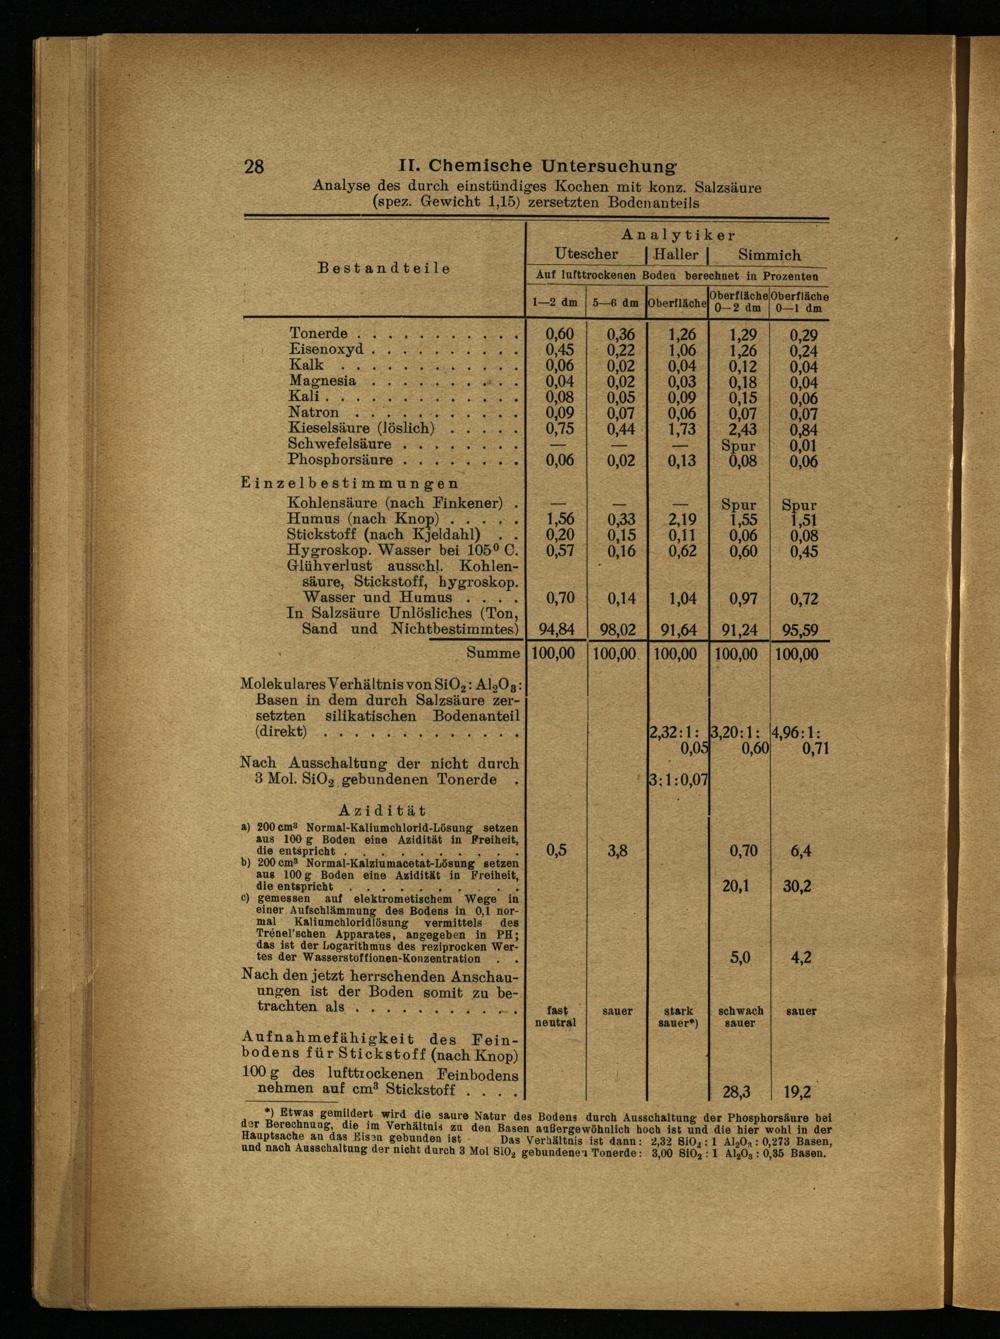 28 II. Chemische Untersuchung
Analyse des durch einstündiges Kochen mit konz. Salzsäure
(spez. Gewicht 1,15) zersetzten Bodenanteils
Bestandteile
Analytiker
Utescher | Haller | Simmich
Auf lufttrockenen Boden berechnet in Prozenten
1—2 dm 5—6 dm Oberfläche Oberfläche 0—2 dm Oberfläche 0—1 dm
Tonerde . . . . . . . . . . . 0,60 0,36 1,26 1,29 0,29
Eisenoxyd . . . . . . . . . . 0,45 0,22 1,06 1,26 0,24
Kalk . . . . . . . . . . . . 0,06 0,02 0,04 0,12 0,04
Magnesia . . . . . . . . . . 0,04 0,02 0,03 0,18 0,04
Kali . . . . . . . . . . . . . 0,08 0,05 0,09 0,15 0,06
Natron . . . . . . . . . . . 0,09 0,07 0,06 0,07 0,07
Kieselsäure (löslich) . . . . . 0,75 0,44 1,73 2,43 0,84
Schwefelsäure . . . . . . . . — — — Spur 0,01
Phosphorsäure . . . . . . . . 0,06 0,02 0,13 0,08 0,06
Einzelbestimmungen
Kohlensäure (nach Finkener) . — — — Spur Spur
Humus (nach Knop) . . . . . 1,56 0,33 2,19 1,55 1,51
Stickstoff (nach Kjeldahl) . . 0,20 0,15 0,11 0,06 0,08
Hygroskop. Wasser bei 105⁰ C. 0,57 0,16 0,62 0,60 0,45
Glühverlust ausschl. Kohlen-
säure, Stickstoff, hygroskop.
Wasser und Humus . . . . 0,70 0,14 1,04 0,97 0,72
In Salzsäure Unlösliches (Ton,
Sand und Nichtbestimmtes) 94,84 98,02 91,64 91,24 95,59
Summe 100,00 100,00 100,00 100,00 100,00
Molekulares Verhältnis von SiO₂ : Al₂O₃ :
Basen in dem durch Salzsäure zer-
setzten silikatischen Bodenanteil
(direkt) . . . . . . . . . . . . . 2,32:1: 3,20:1: 4,96:1:
0,05 0,60 0,71
Nach Ausschaltung der nicht durch
3 Mol. SiO₂ gebundenen Tonerde . 3:1:0,07
Azidität
a) 200 cm³ Normal-Kaliumchlorid-Lösung setzen
aus 100 g Boden eine Azidität in Freiheit,
die entspricht . . . . . . . . . . . 0,5 3,8 0,70 6,4
b) 200 cm³ Normal-Kalziumacetat-Lösung setzen
aus 100 g Boden eine Azidität in Freiheit,
die entspricht . . . . . . . . . . . 20,1 30,2
c) gemessen auf elektrometischem Wege in
einer Aufschlämmung des Bodens in 0,1 nor-
mal Kaliumchloridlösung vermittels des
Trénel'schen Apparates, angegeben in PH;
das ist der Logarithmus des reziprocken Wer-
tes der Wasserstoffionen-Konzentration . . 5,0 4,2
Nach den jetzt herrschenden Anschau-
ungen ist der Boden somit zu be-
trachten als . . . . . . . . . . . fast sauer stark schwach sauer
neutral sauer*) sauer
Aufnahmefähigkeit des Fein-
bodens für Stickstoff (nach Knop)
100 g des lufttrockenen Feinbodens
nehmen auf cm³ Stickstoff . . . . 28,3 19,2
*) Etwas gemildert wird die saure Natur des Bodens durch Ausschaltung der Phosphorsäure bei
der Berechnung, die im Verhältnis zu den Basen außergewöhnlich hoch ist und die hier wohl in der
Hauptsache an das Eisen gebunden ist Das Verhältnis ist dann: 2,32 SiO₂ : 1 Al₂O₃ : 0,273 Basen,
und nach Ausschaltung der nicht durch 3 Mol SiO₂ gebundenen Tonerde: 3,00 SiO₂ : 1 Al₂O₃ : 0,35 Basen.